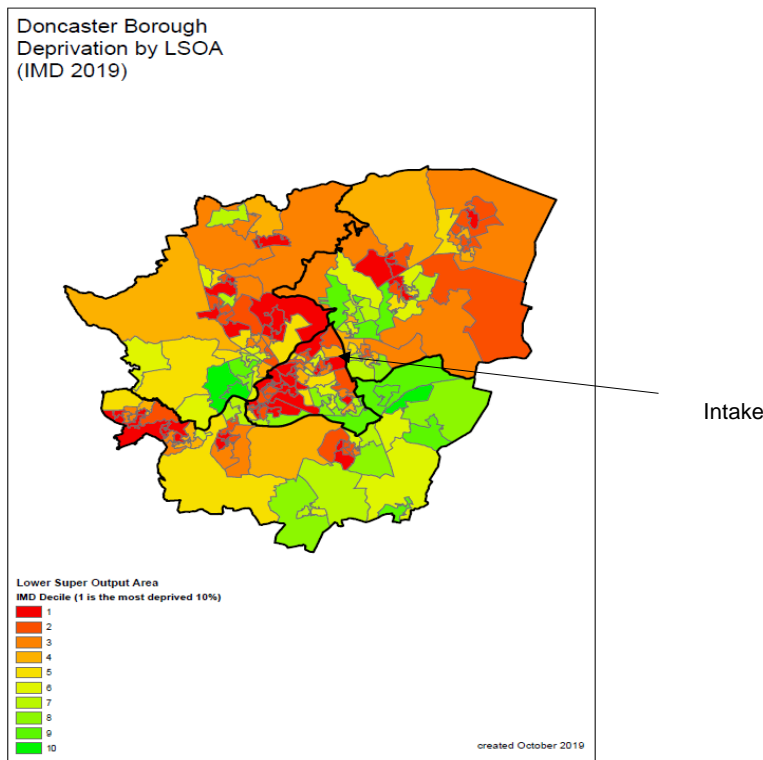 Doncaster Borough
Deprivation by LSOA
(IMD 2019)
Intake
Lower Super Output Area
IMD Decile (1 is the most deprived 10%)
1
2
3
4
5
6
7
8
9
10
created October 2019